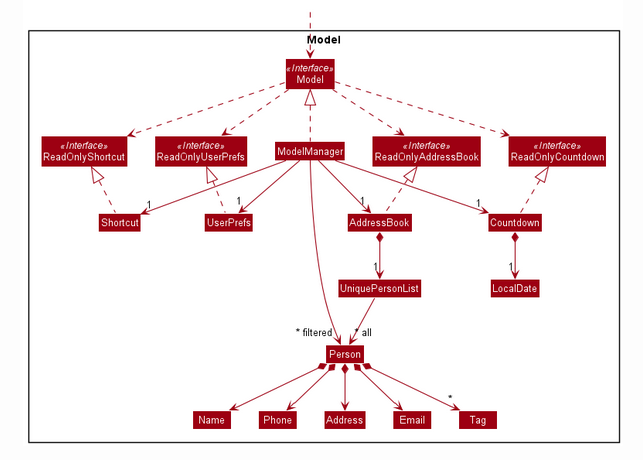 Model
«Interface»
Model
«Interface»
ReadOnlyShortcut
«Interface»
ReadOnlyUserPrefs
ModelManager
«Interface»
ReadOnlyAddressBook
«Interface»
ReadOnlyCountdown
1
1
1
1
Shortcut
UserPrefs
AddressBook
Countdown
1
1
UniquePersonList
LocalDate
* filtered
* all
Person
*
Name
Phone
Address
Email
Tag